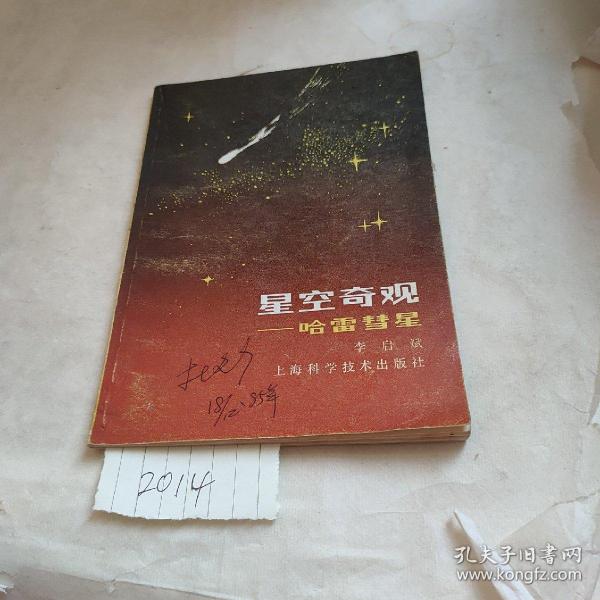 星空奇观
——哈雷彗星
李启斌
上海科学技术出版社
18/12.85年
2014
孔夫子旧书网
www.kongfz.com